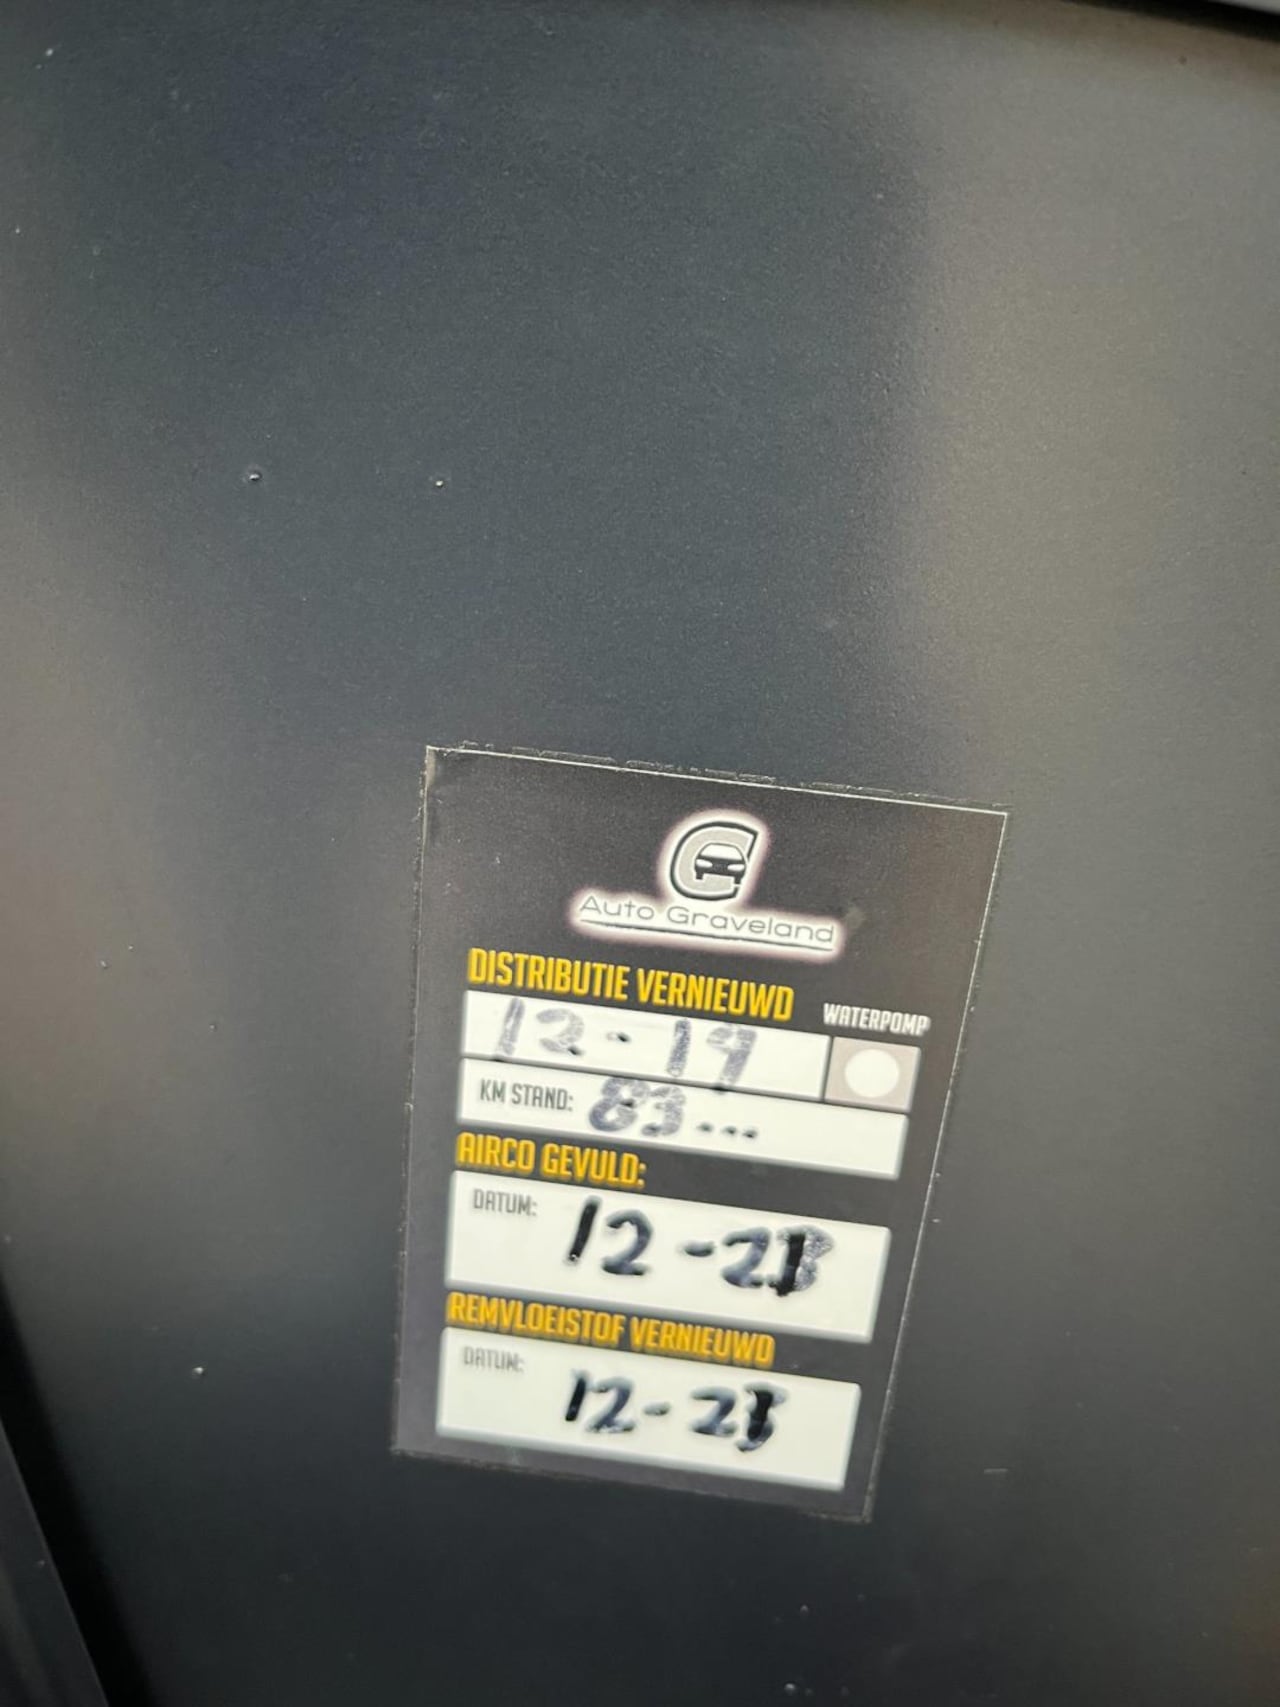 Auto Graveland
DISTRIBUTIE VERNIEUWD
WATERPOMP
12-19
KM STAND: 83...
AIRCO GEVULD:
DATUM: 12-23
REMVLOEISTOF VERNIEUWD
DATUM: 12-23